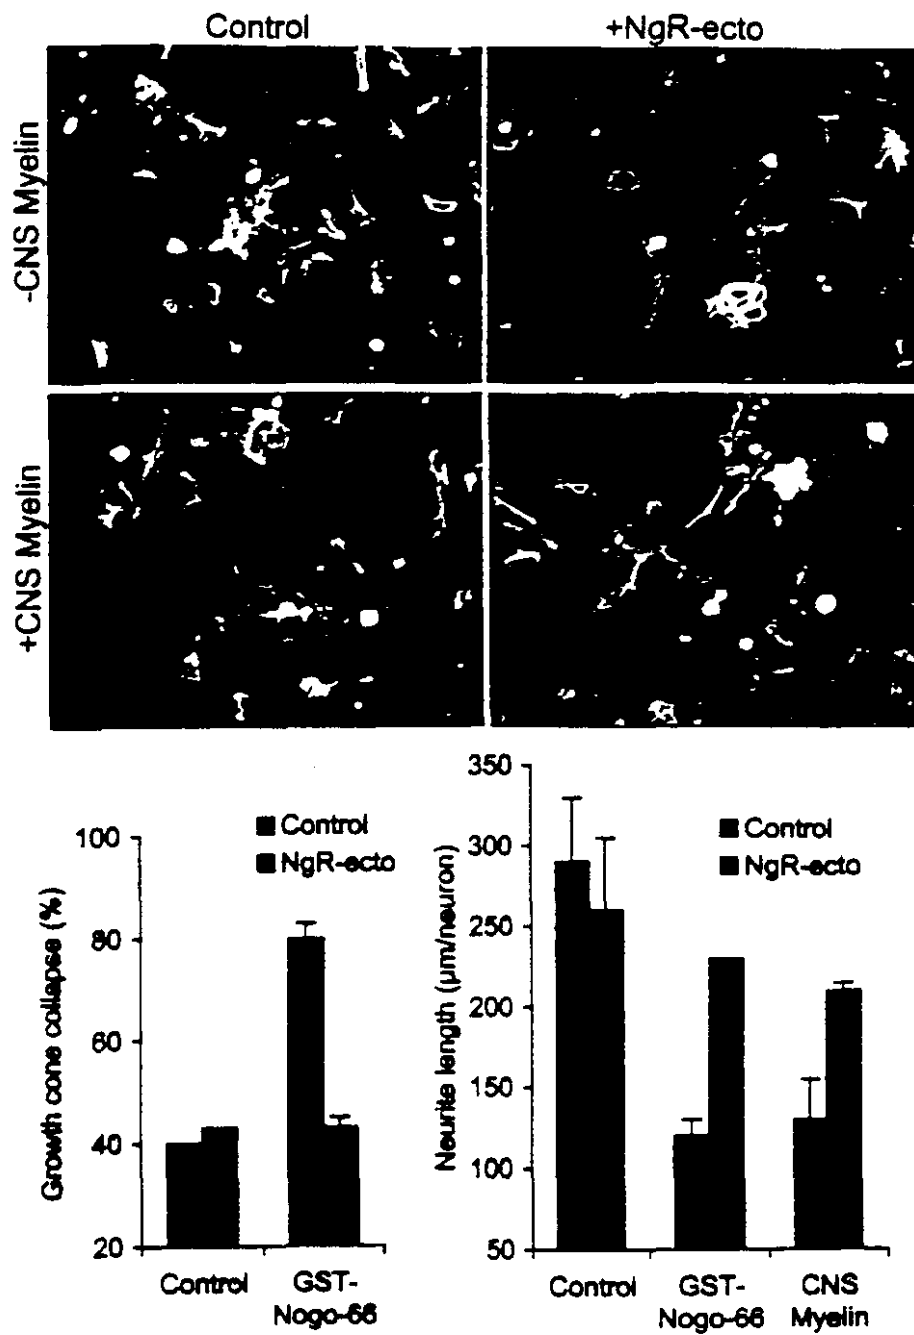 Control
+NgR-ecto
-CNS Myelin
+CNS Myelin
Growth cone collapse (%)
100
80
60
40
20
Control
NgR-ecto
Control
GST-
Nogo-66
Neurite length (µm/neuron)
350
300
250
200
150
100
50
Control
NgR-ecto
Control
GST-
Nogo-66
CNS
Myelin